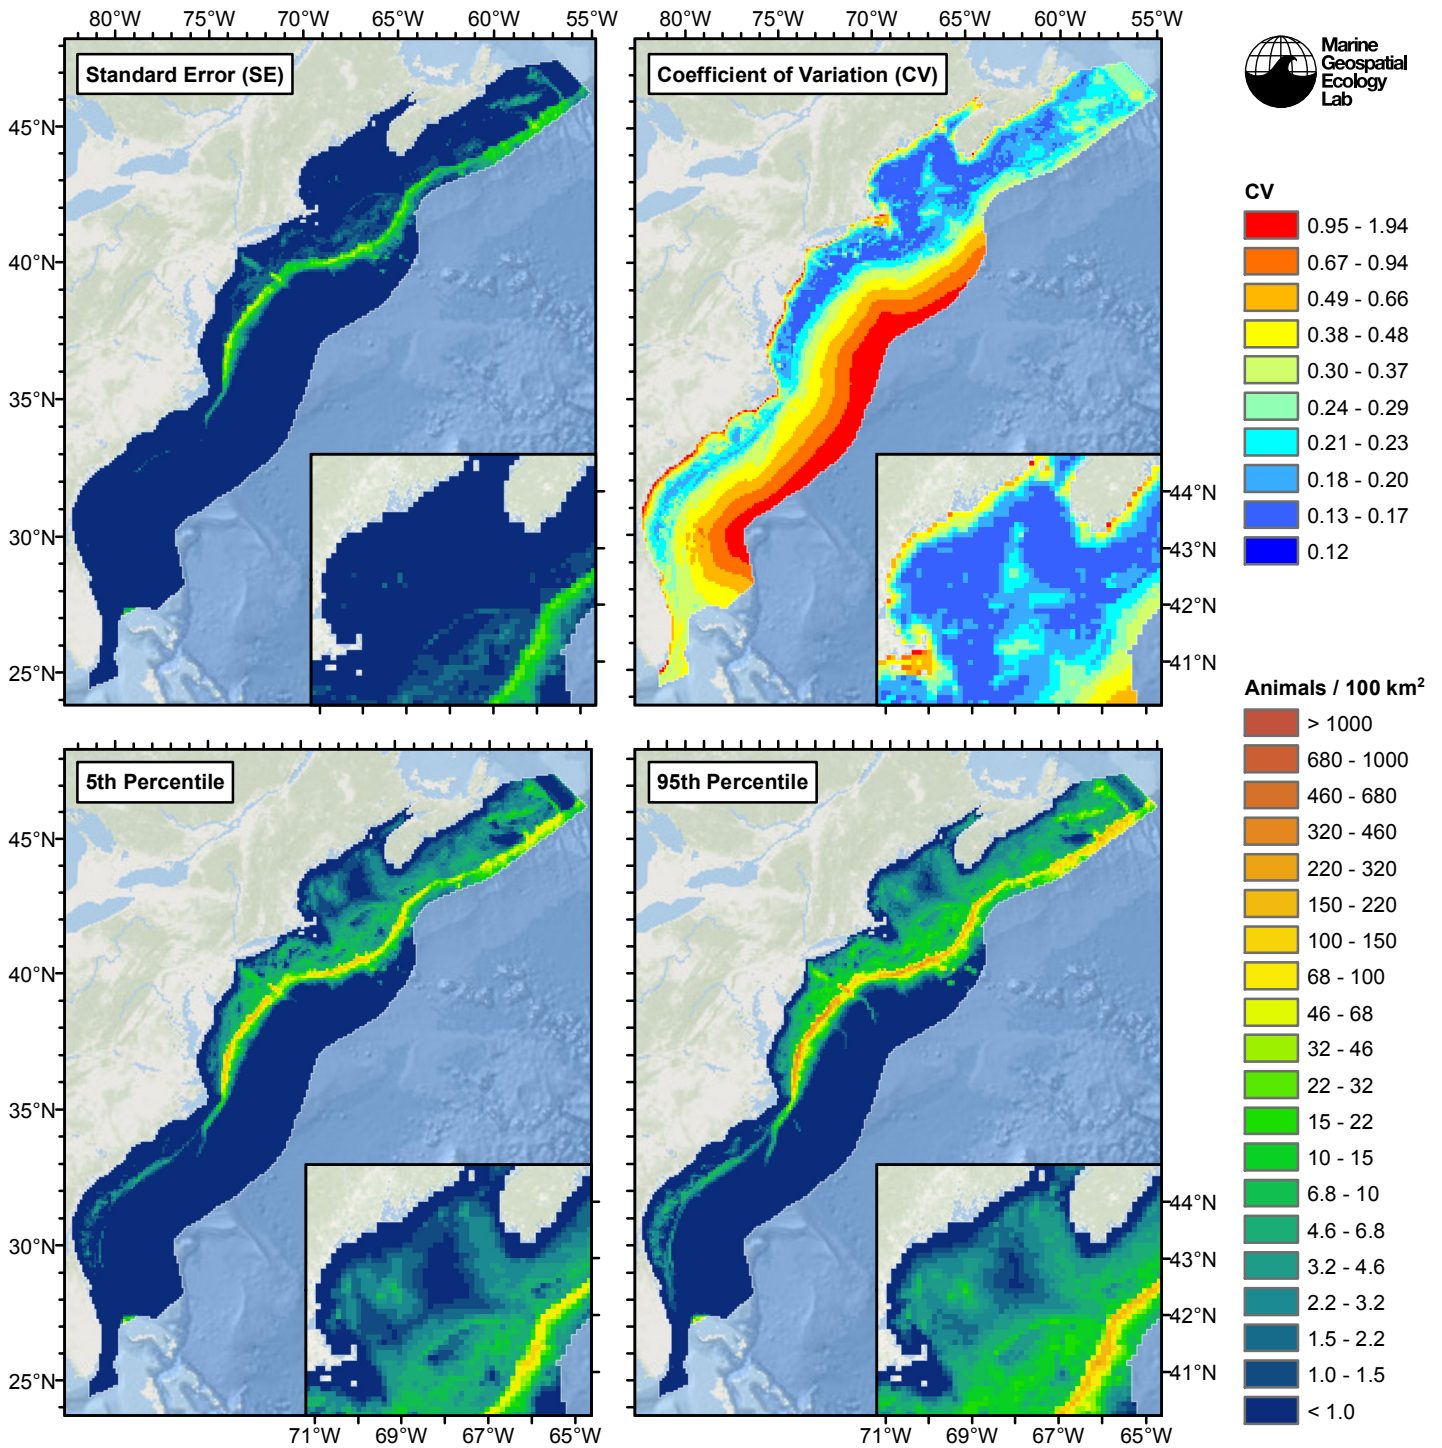 80°W 75°W 70°W 65°W 60°W 55°W
80°W 75°W 70°W 65°W 60°W 55°W
Standard Error (SE)
Coefficient of Variation (CV)
Marine
Geospatial
Ecology
Lab
45°N
40°N
35°N
30°N
25°N
44°N
43°N
42°N
41°N
CV
0.95 - 1.94
0.67 - 0.94
0.49 - 0.66
0.38 - 0.48
0.30 - 0.37
0.24 - 0.29
0.21 - 0.23
0.18 - 0.20
0.13 - 0.17
0.12
5th Percentile
95th Percentile
45°N
40°N
35°N
30°N
25°N
44°N
43°N
42°N
41°N
71°W 69°W 67°W 65°W
71°W 69°W 67°W 65°W
Animals / 100 km²
> 1000
680 - 1000
460 - 680
320 - 460
220 - 320
150 - 220
100 - 150
68 - 100
46 - 68
32 - 46
22 - 32
15 - 22
10 - 15
6.8 - 10
4.6 - 6.8
3.2 - 4.6
2.2 - 3.2
1.5 - 2.2
1.0 - 1.5
< 1.0